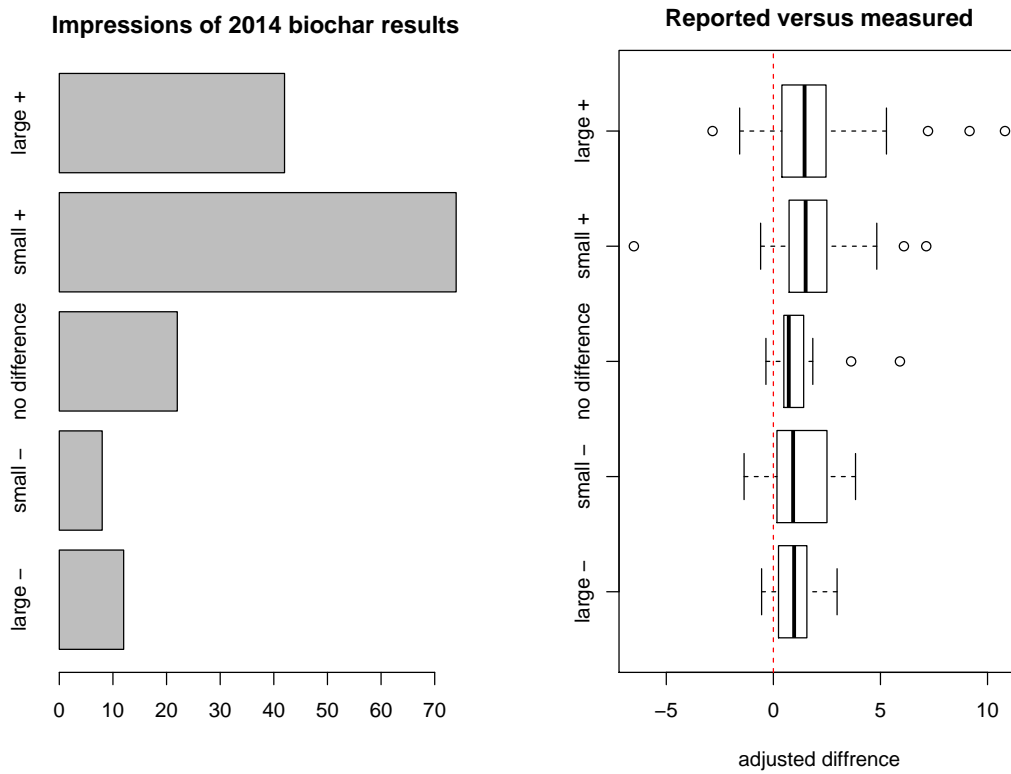 Impressions of 2014 biochar results
large +
small +
no difference
small −
large −
0 10 20 30 40 50 60 70
Reported versus measured
large +
small +
no difference
small −
large −
−5 0 5 10
adjusted diffrence